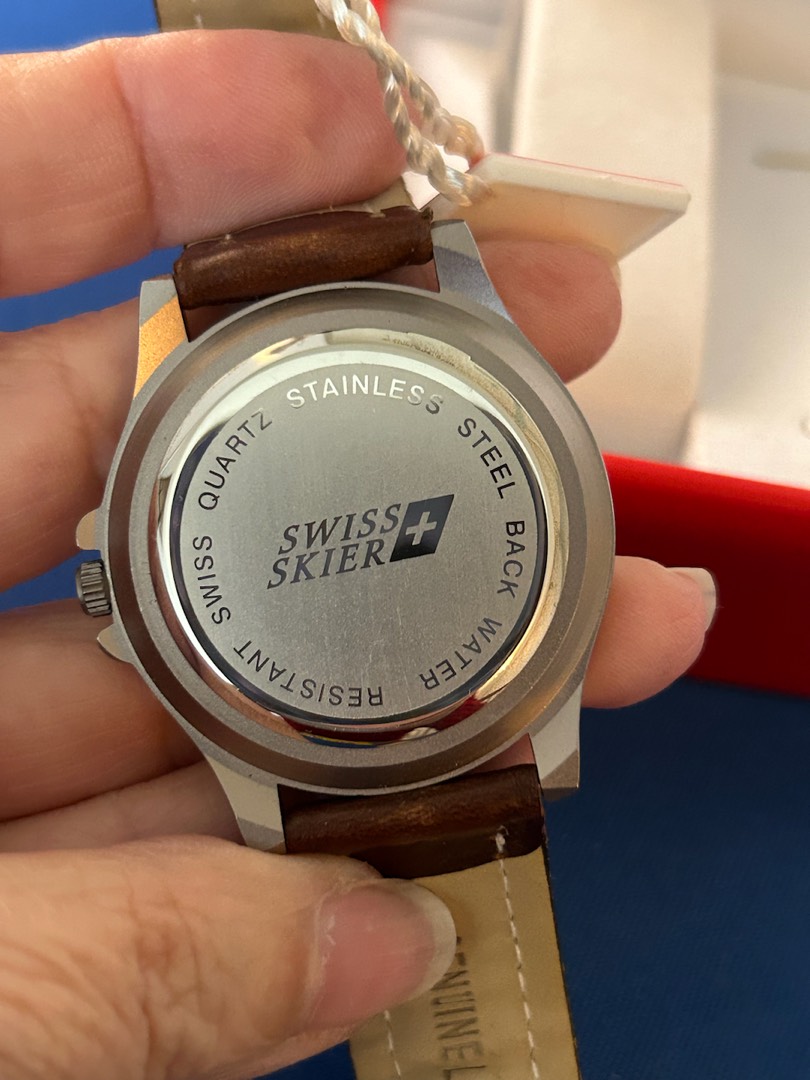 SWISS
SKIER
SWISS QUARTZ STAINLESS STEEL BACK WATER RESISTANT